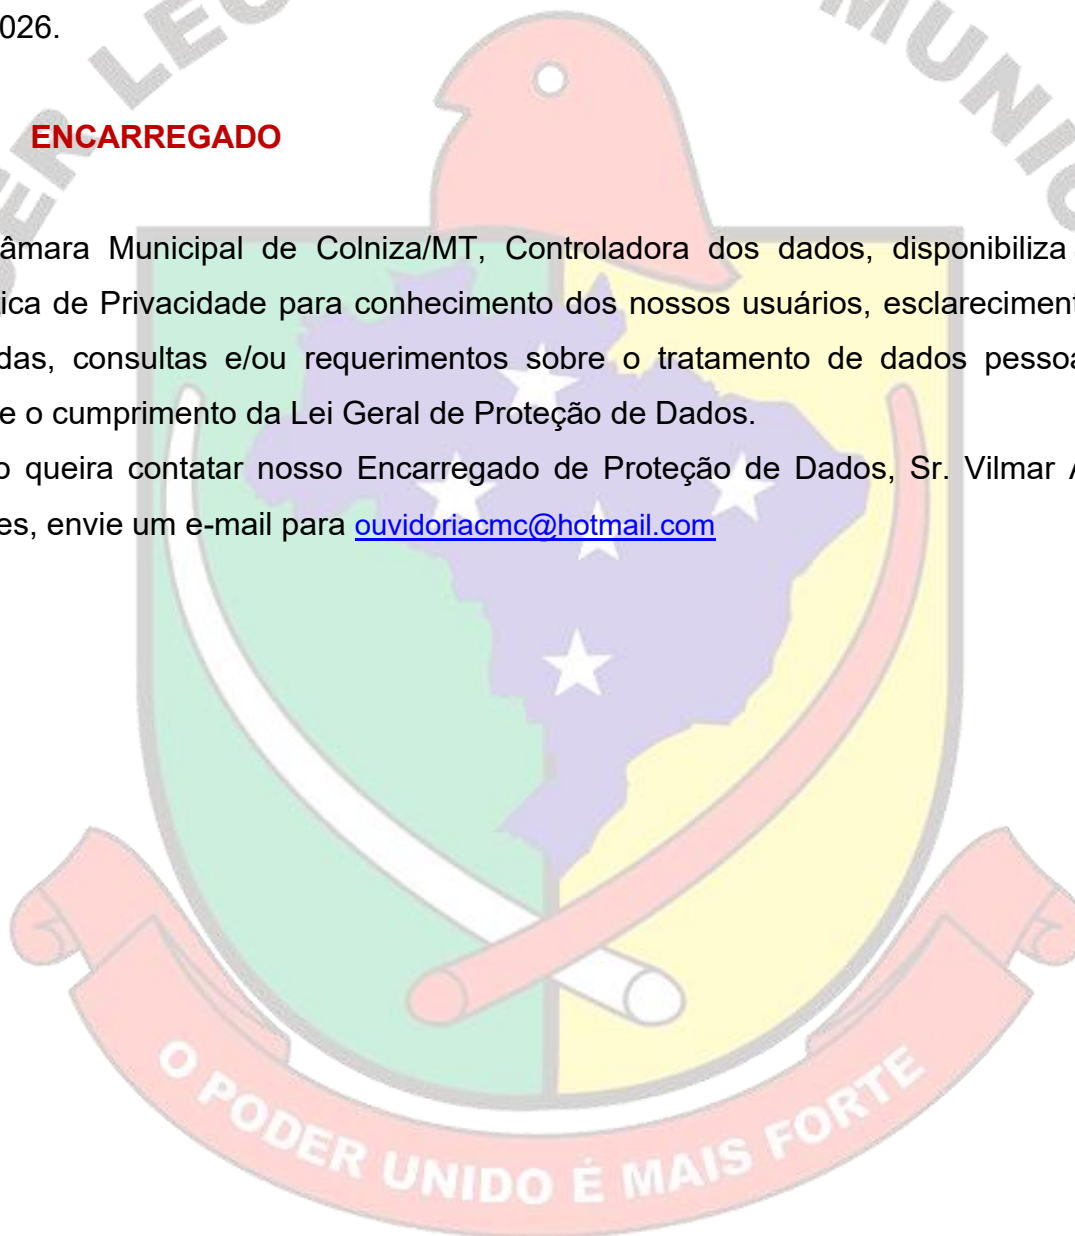 026.
ENCARREGADO
âmara Municipal de Colniza/MT, Controladora dos dados, disponibiza
ica de Privacidade para conhecimento dos nossos usuários, esclareciment
das, consultas e/ou requerimentos sobre o tratamento de dados pesso
e o cumprimento da Lei Geral de Proteção de Dados.
o queira contatar nosso Encarregado de Proteção de Dados, Sr. Vilmar A
es, envie um e-mail para ouvidoriacmc@hotmail.com
O PODER UNIDO É MAIS FORTE